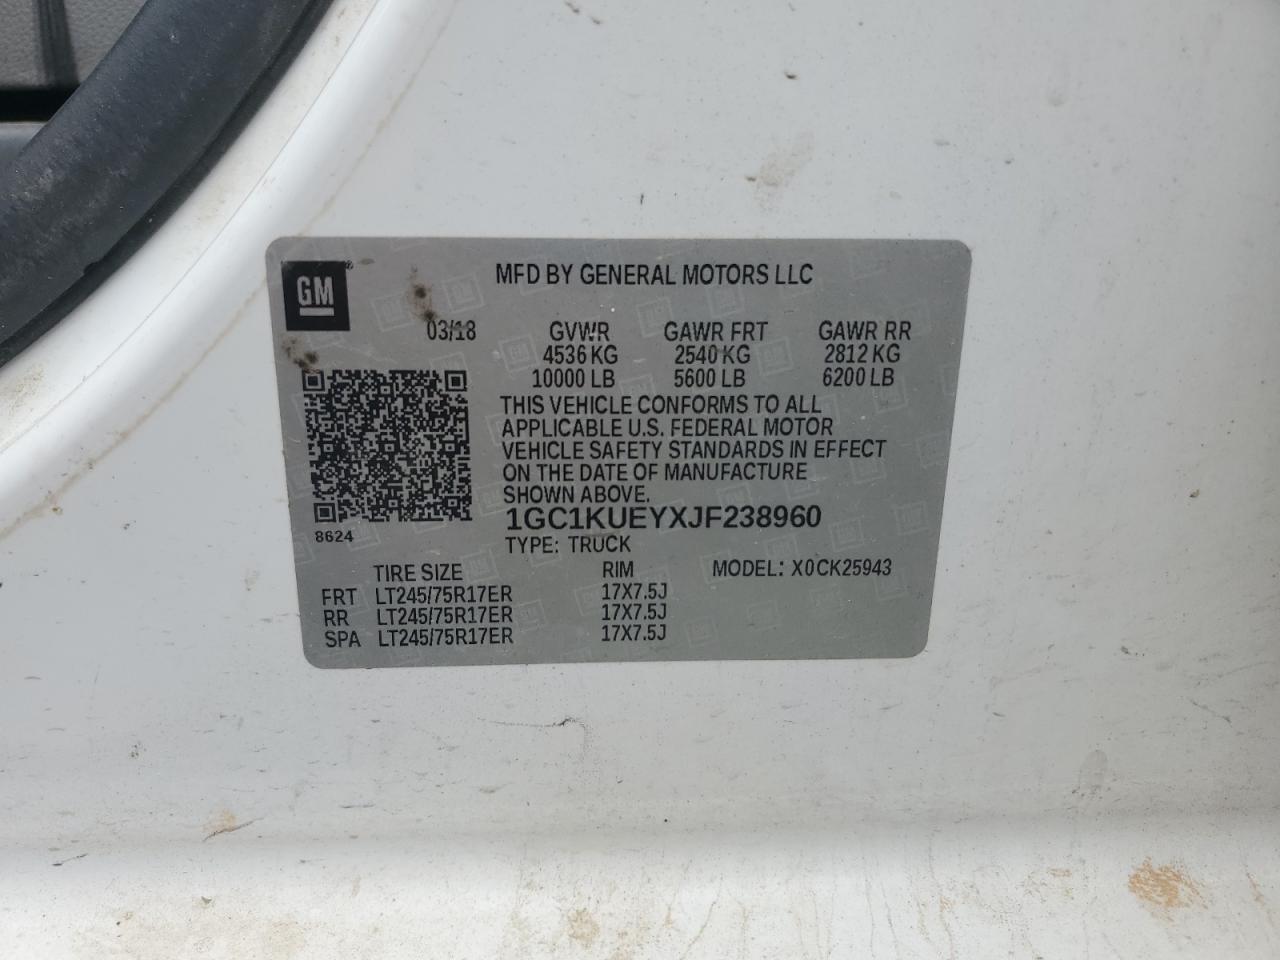 GM
MFD BY GENERAL MOTORS LLC
03/18 GVWR GAWR FRT GAWR RR
4536 KG 2540 KG 2812 KG
10000 LB 5600 LB 6200 LB
THIS VEHICLE CONFORMS TO ALL
APPLICABLE U.S. FEDERAL MOTOR
VEHICLE SAFETY STANDARDS IN EFFECT
ON THE DATE OF MANUFACTURE
SHOWN ABOVE.
1GC1KUEYXJF238960
8624
TYPE: TRUCK
TIRE SIZE RIM MODEL: X0CK25943
FRT LT245/75R17ER 17X7.5J
RR LT245/75R17ER 17X7.5J
SPA LT245/75R17ER 17X7.5J